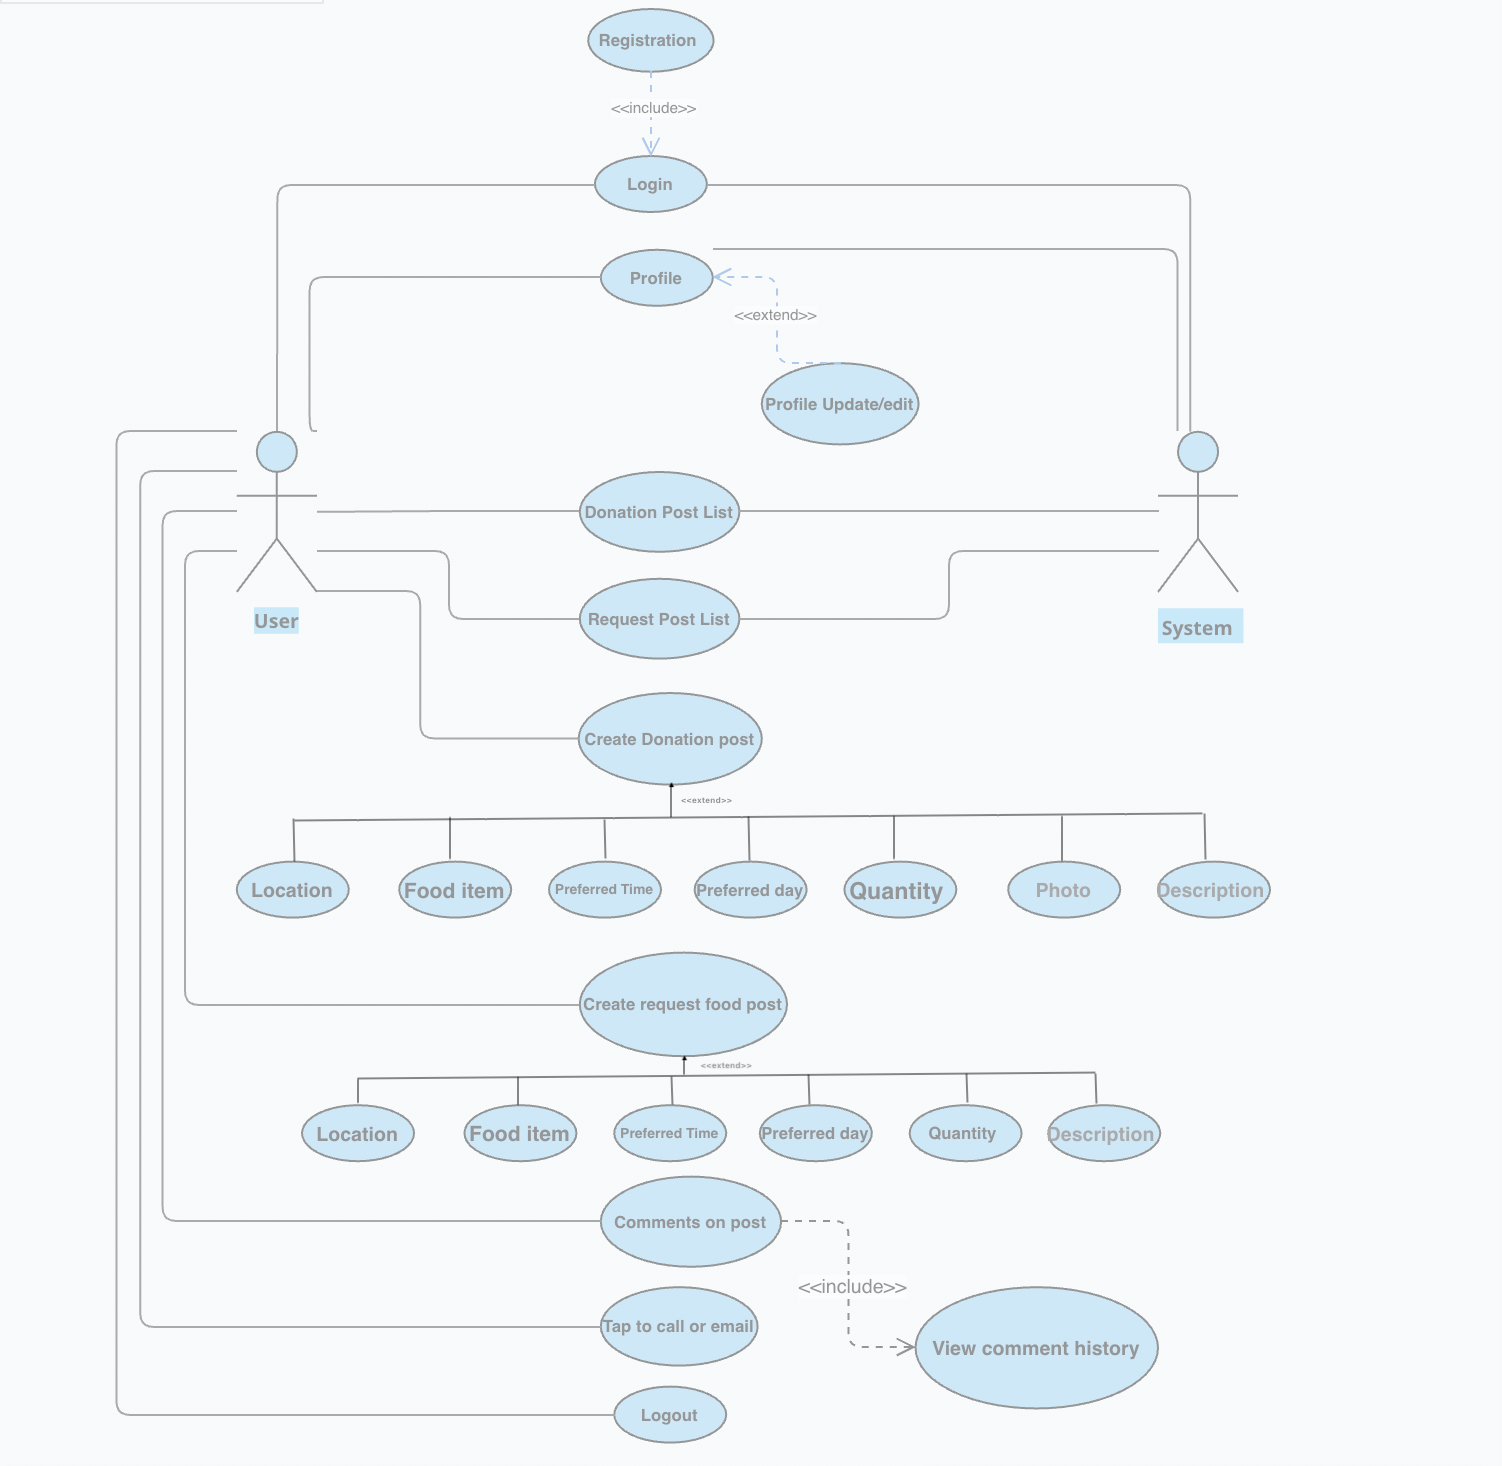 Registration
<<include>>
Login
Profile
<<extend>>
Profile Update/edit
Donation Post List
Request Post List
User
System
Create Donation post
<<extend>>
Location
Food item
Preferred Time
Preferred day
Quantity
Photo
Description
Create request food post
<<extend>>
Location
Food item
Preferred Time
Preferred day
Quantity
Description
Comments on post
<<include>>
Tap to call or email
View comment history
Logout